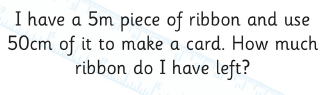 I have a 5m piece of ribbon and use
50cm of it to make a card. How much
ribbon do I have left?